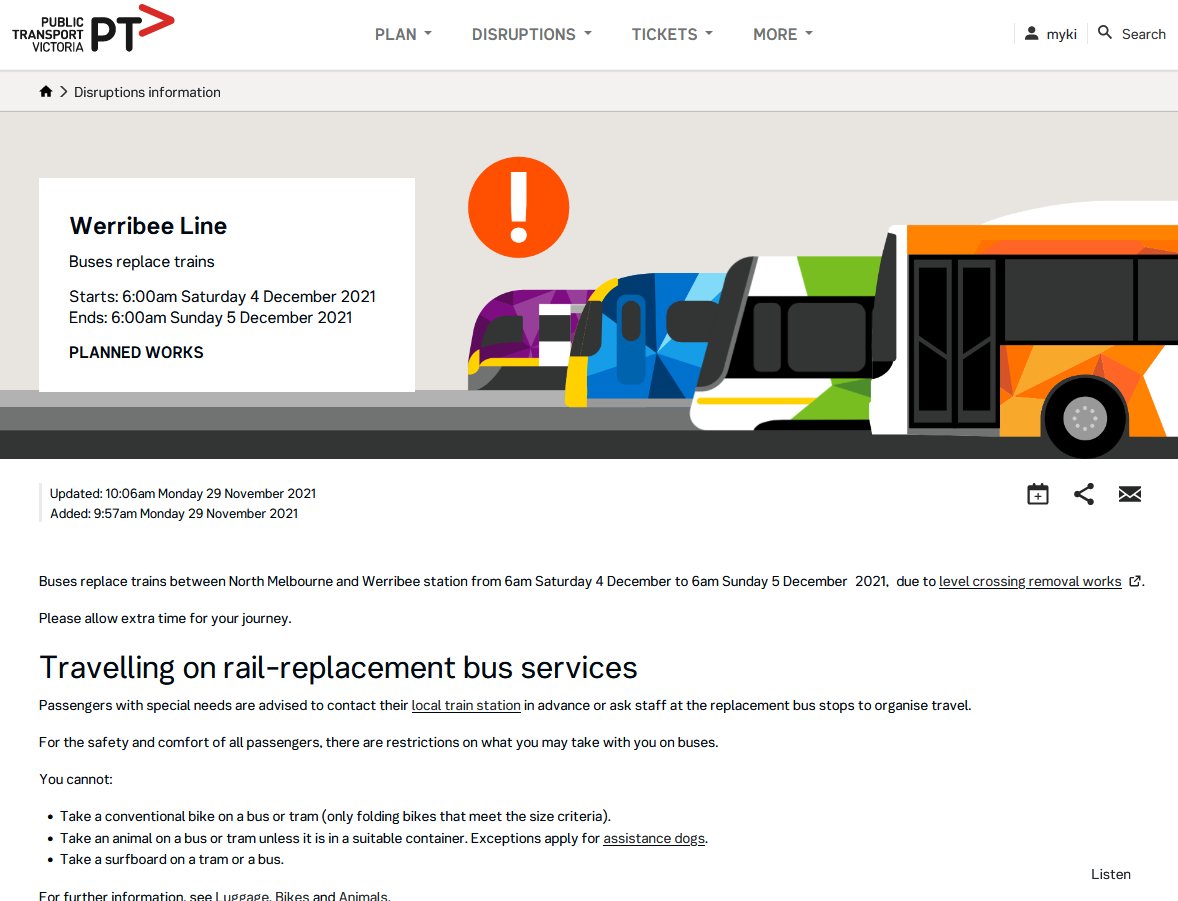 PUBLIC
TRANSPORT
VICTORIA
PT
PLAN
DISRUPTIONS
TICKETS
MORE
myki
Search
Disruptions information
Werribee Line
Buses replace trains
Starts: 6:00am Saturday 4 December 2021
Ends: 6:00am Sunday 5 December 2021
PLANNED WORKS
!
Updated: 10:06am Monday 29 November 2021
Added: 9:57am Monday 29 November 2021
Buses replace trains between North Melbourne and Werribee station from 6am Saturday 4 December to 6am Sunday 5 December 2021, due to level crossing removal works.
Please allow extra time for your journey.
Travelling on rail-replacement bus services
Passengers with special needs are advised to contact their local train station in advance or ask staff at the replacement bus stops to organise travel.
For the safety and comfort of all passengers, there are restrictions on what you may take with you on buses.
You cannot:
• Take a conventional bike on a bus or tram (only folding bikes that meet the size criteria).
• Take an animal on a bus or tram unless it is in a suitable container. Exceptions apply for assistance dogs.
• Take a surfboard on a tram or a bus.
Listen
For further information, see Luggage, Bikes and Animals.